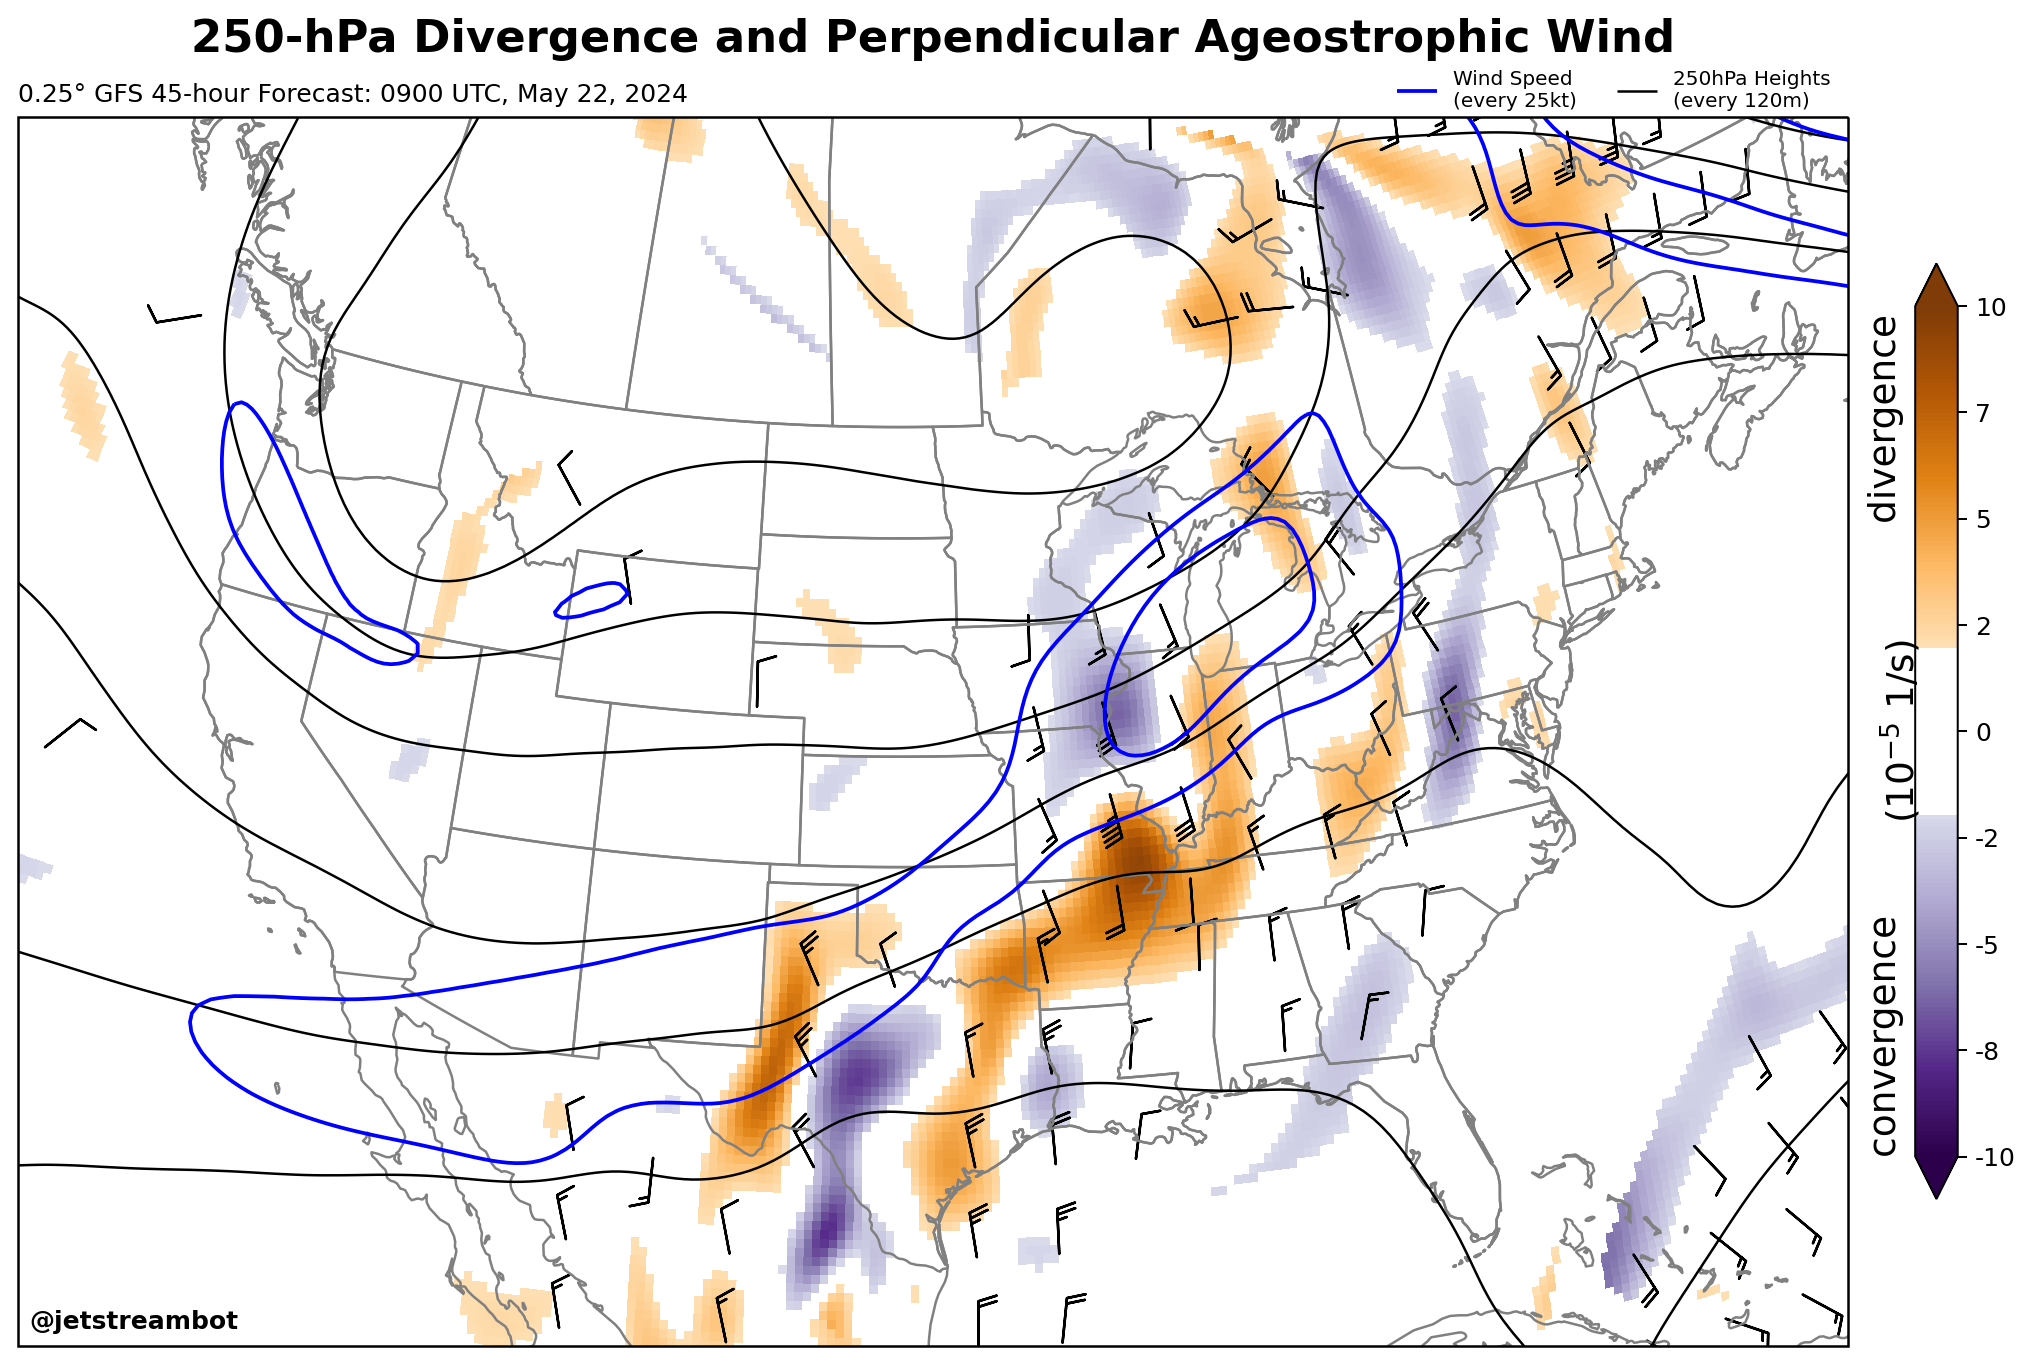 250-hPa Divergence and Perpendicular Ageostrophic Wind
0.25° GFS 45-hour Forecast: 0900 UTC, May 22, 2024
Wind Speed
(every 25kt)
250hPa Heights
(every 120m)
10
7
5
2
0
-2
-5
-8
-10
convergence
(10⁻⁵ 1/s)
divergence
@jetstreambot